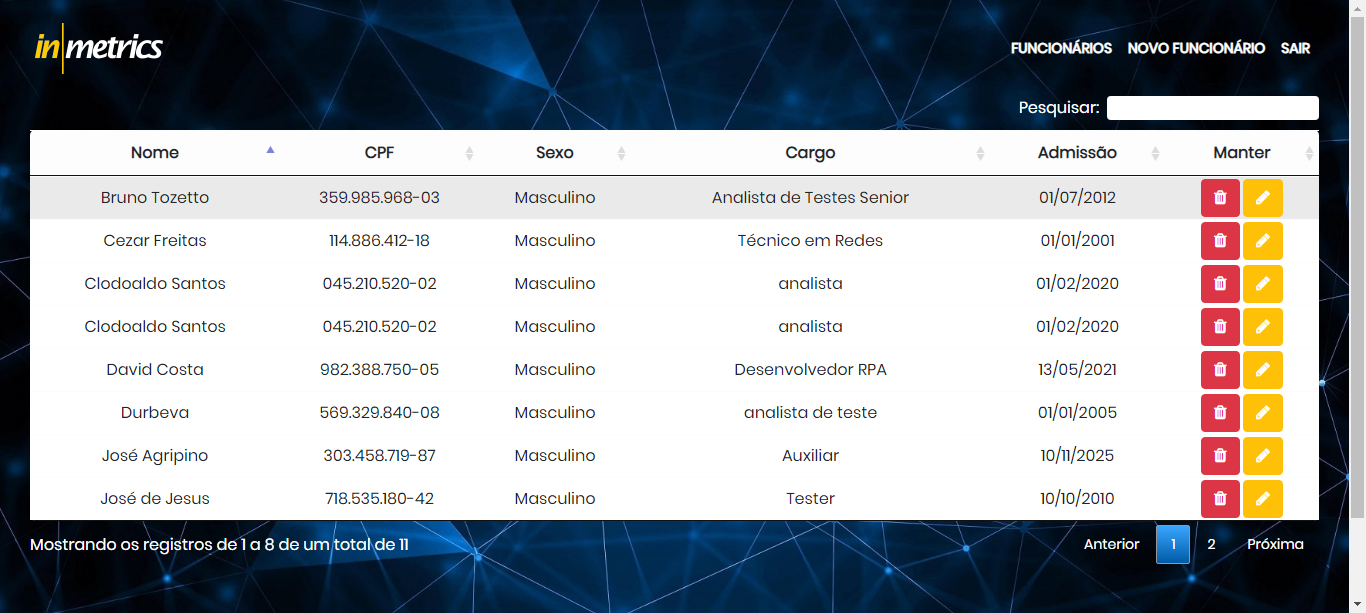 in|metrics
FUNCIONÁRIOS NOVO FUNCIONÁRIO SAIR
Pesquisar:
Nome CPF Sexo Cargo Admissão Manter
Bruno Tozetto 359.985.968-03 Masculino Analista de Testes Senior 01/07/2012
Cezar Freitas 114.886.412-18 Masculino Técnico em Redes 01/01/2001
Clodoaldo Santos 045.210.520-02 Masculino analista 01/02/2020
Clodoaldo Santos 045.210.520-02 Masculino analista 01/02/2020
David Costa 982.388.750-05 Masculino Desenvolvedor RPA 13/05/2021
Durbeva 569.329.840-08 Masculino analista de teste 01/01/2005
José Agripino 303.458.719-87 Masculino Auxiliar 10/11/2025
José de Jesus 718.535.180-42 Masculino Tester 10/10/2010
Mostrando os registros de 1 a 8 de um total de 11 Anterior 1 2 Próxima